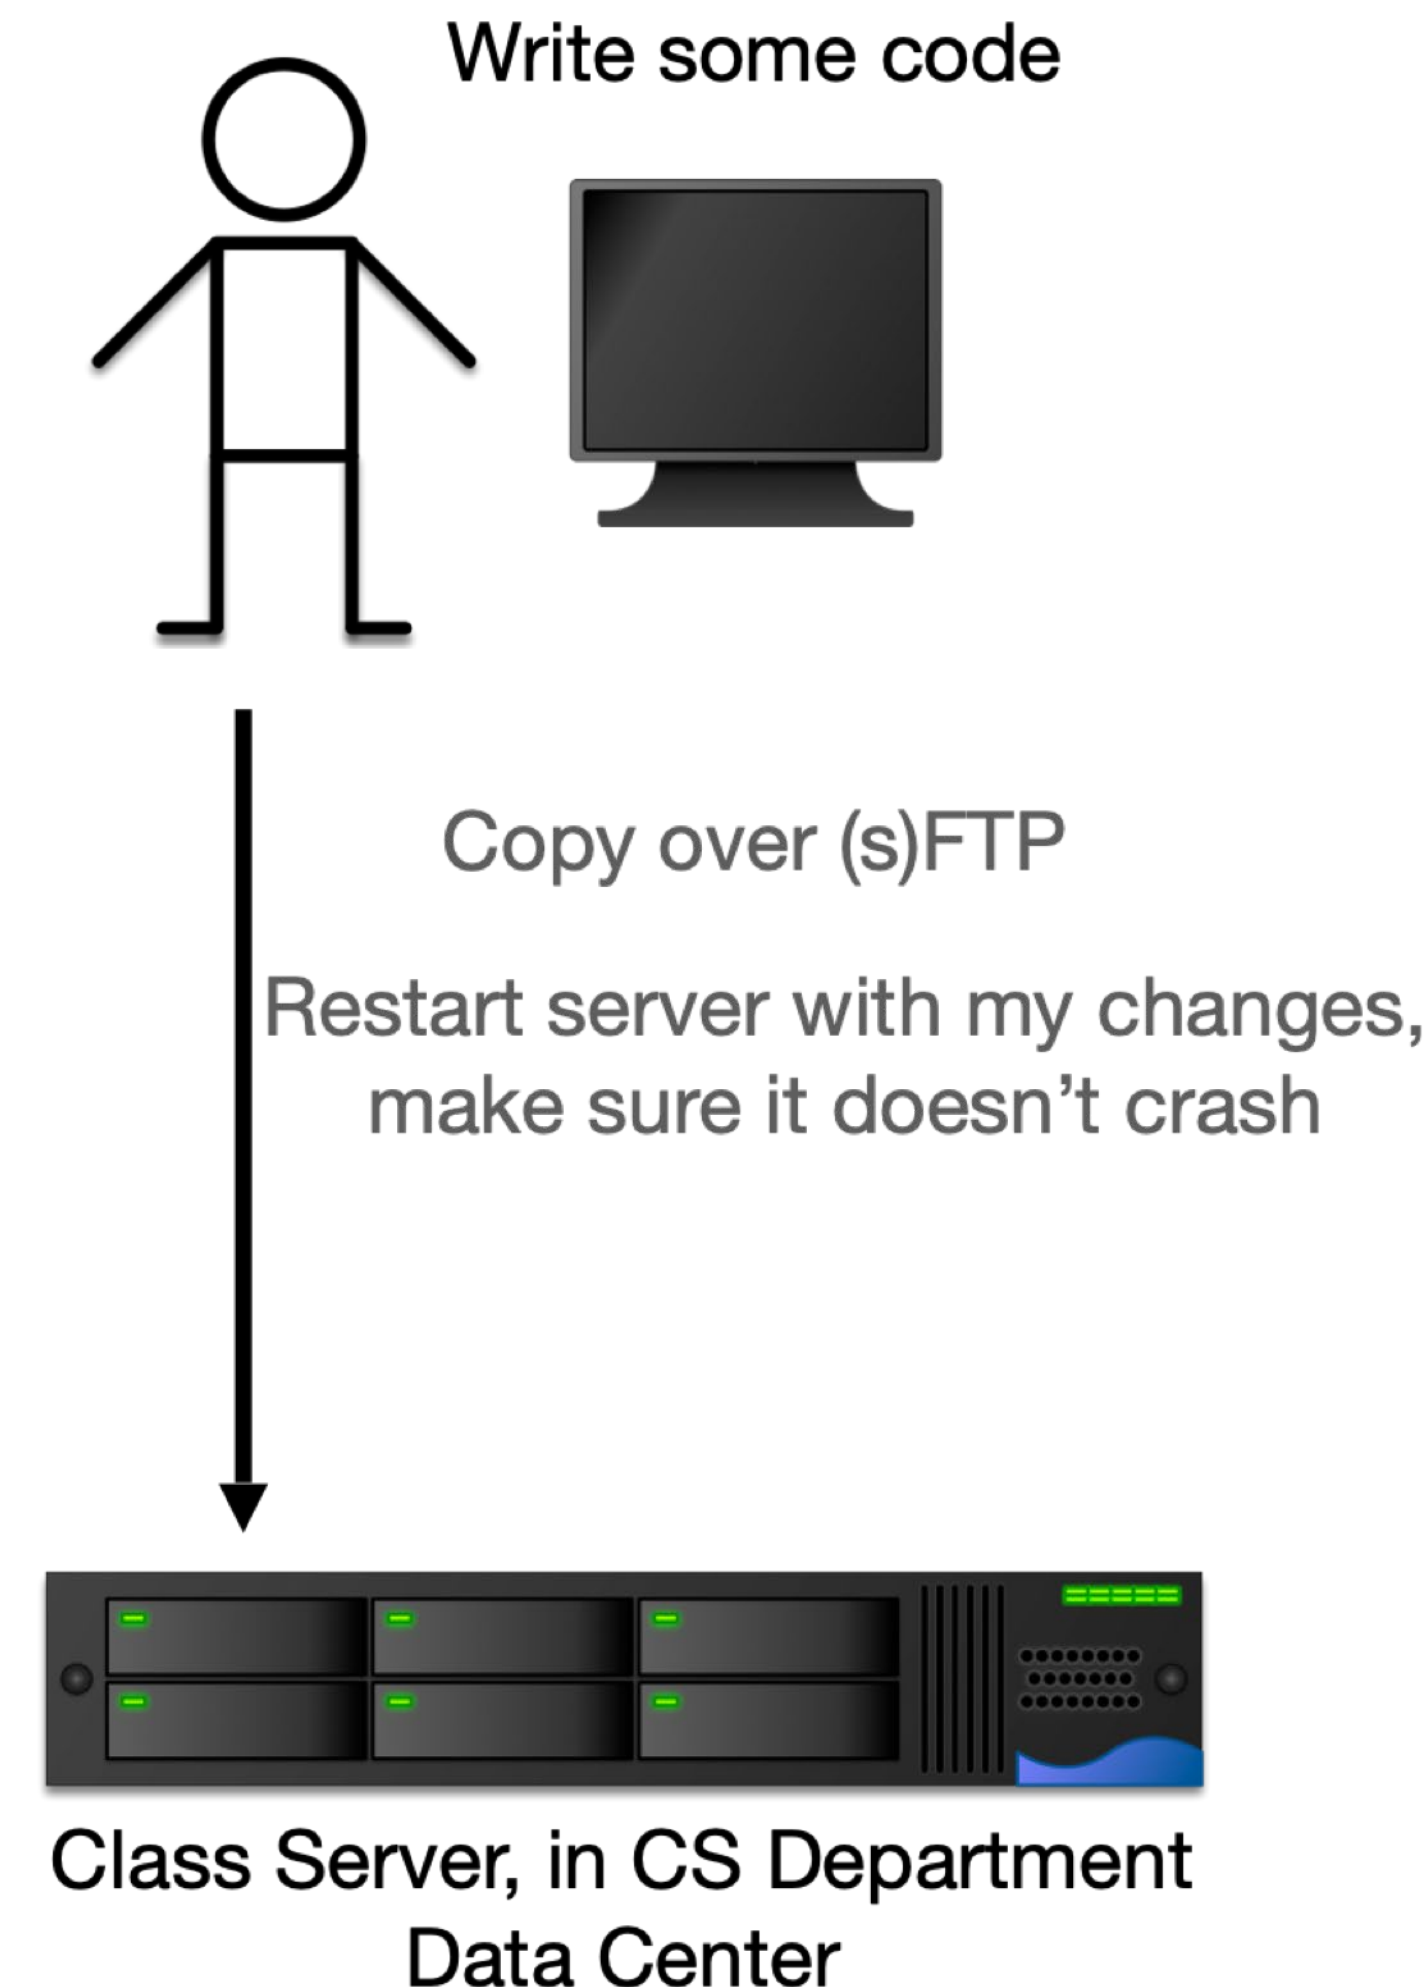 Write some code
Copy over (s)FTP
Restart server with my changes,
make sure it doesn’t crash
Class Server, in CS Department
Data Center